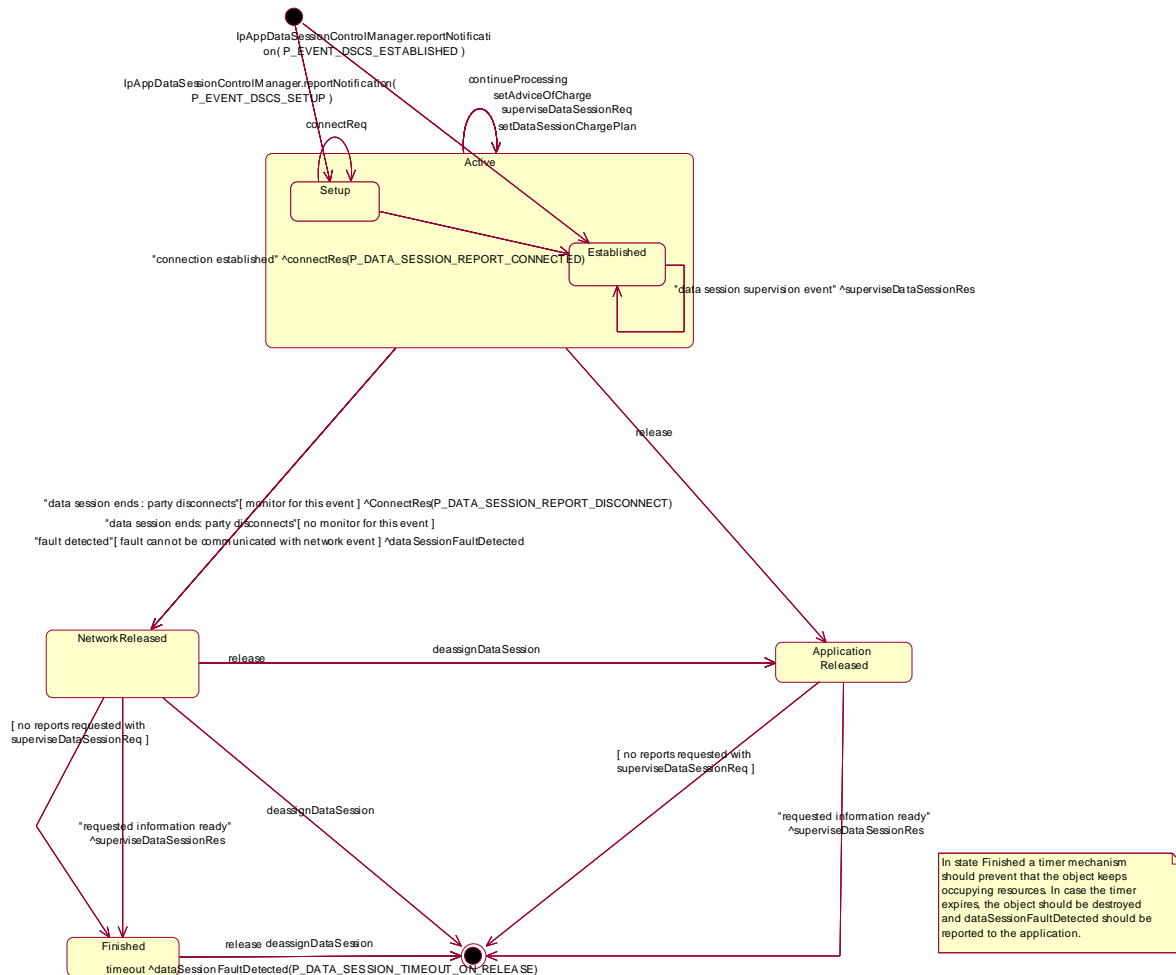 IpAppDataSessionControlManager.reportNotificati
on( P_EVENT_DSCS_ESTABLISHED )
IpAppDataSessionControlManager.reportNotification(
P_EVENT_DSCS_SETUP )
continueProcessing
setAdviceOfCharge
superviseDataSessionReq
setDataSessionChargePlan
connectReq
Active
Setup
Established
"connection established" ^connectRes(P_DATA_SESSION_REPORT_CONNECTED)
"data session supervision event" ^superviseDataSessionRes
release
"data session ends : party disconnects"[ monitor for this event ] ^ConnectRes(P_DATA_SESSION_REPORT_DISCONNECT)
"data session ends: party disconnects"[ no monitor for this event ]
"fault detected"[ fault cannot be communicated with network event ] ^dataSessionFaultDetected
NetworkReleased
release
deassignDataSession
Application
Released
[ no reports requested with
superviseDataSessionReq ]
[ no reports requested with
superviseDataSessionReq ]
deassignDataSession
"requested information ready"
^superviseDataSessionRes
"requested information ready"
^superviseDataSessionRes
In state Finished a timer mechanism
should prevent that the object keeps
occupying resources. In case the timer
expires, the object should be destroyed
and dataSessionFaultDetected should be
reported to the application.
Finished
release deassignDataSession
timeout ^dataSessionFaultDetected(P_DATA_SESSION_TIMEOUT_ON_RELEASE)